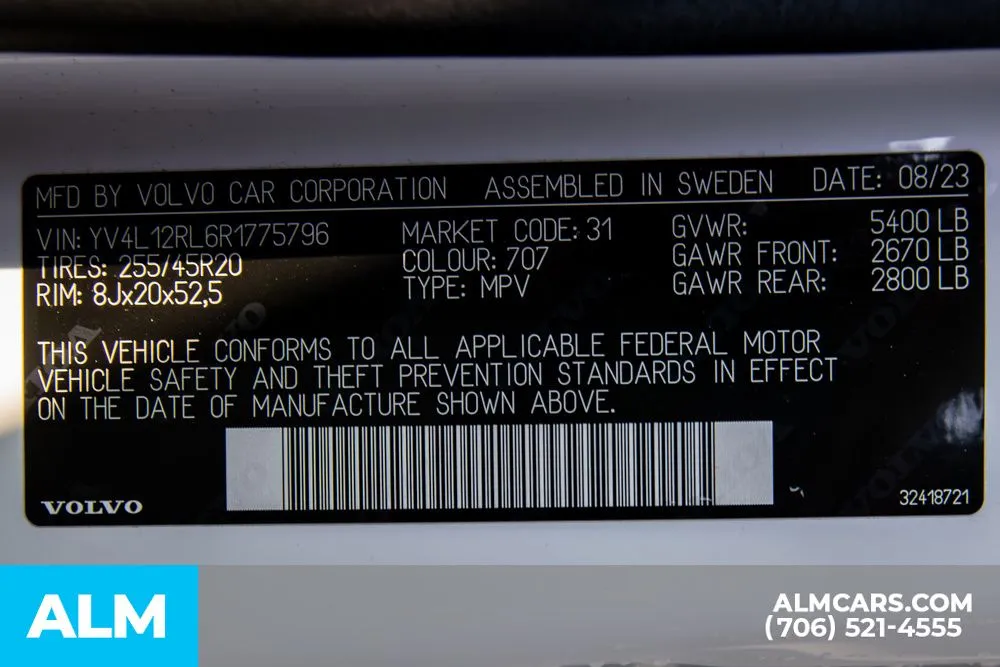 MFD BY VOLVO CAR CORPORATION ASSEMBLED IN SWEDEN DATE: 08/23
VIN: YV4L12RL6R1775796 MARKET CODE: 31 GVWR: 5400 LB
TIRES: 255/45R20 COLOUR: 707 GAWR FRONT: 2670 LB
RIM: 8Jx20x52,5 TYPE: MPV GAWR REAR: 2800 LB
THIS VEHICLE CONFORMS TO ALL APPLICABLE FEDERAL MOTOR
VEHICLE SAFETY AND THEFT PREVENTION STANDARDS IN EFFECT
ON THE DATE OF MANUFACTURE SHOWN ABOVE.
VOLVO 32418721
ALM ALMCARS.COM
(706) 521-4555